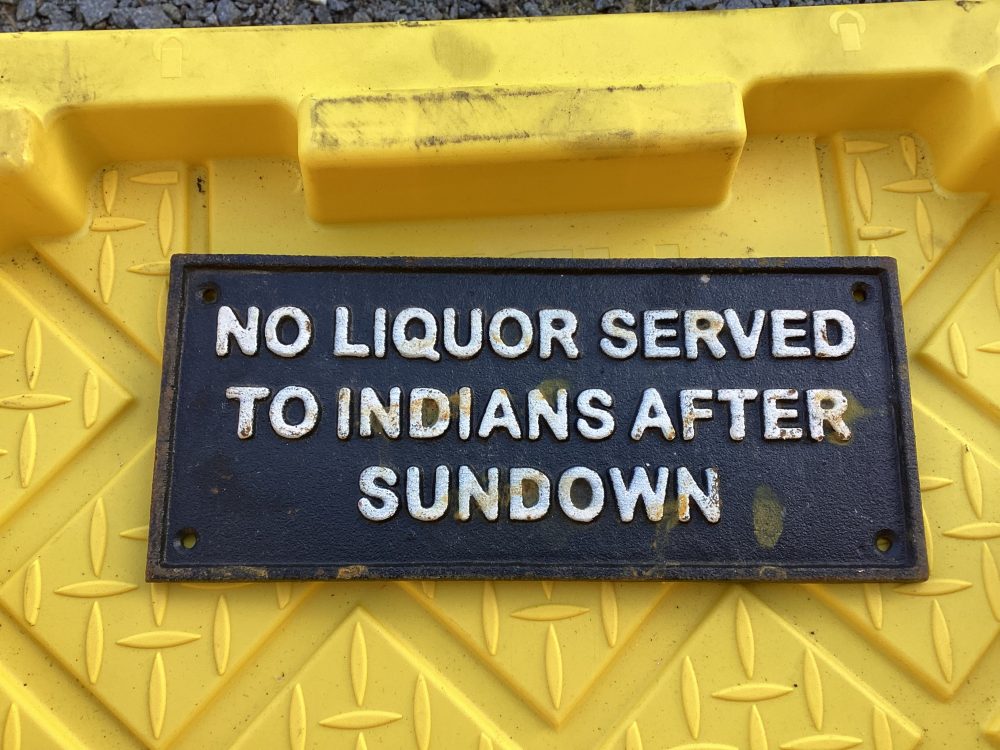 NO LIQUOR SERVED
TO INDIANS AFTER
SUNDOWN